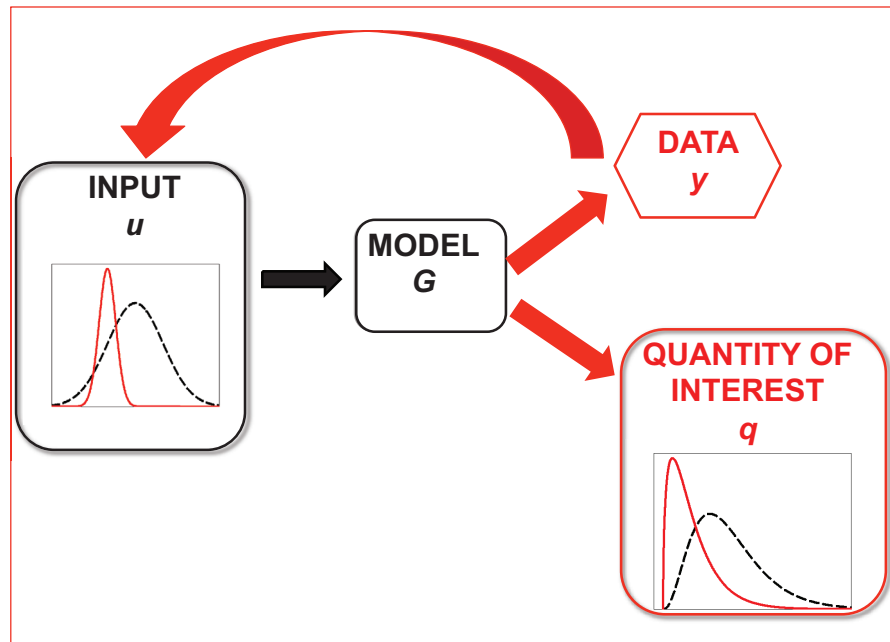 INPUT
u
MODEL
G
DATA
y
QUANTITY OF
INTEREST
q